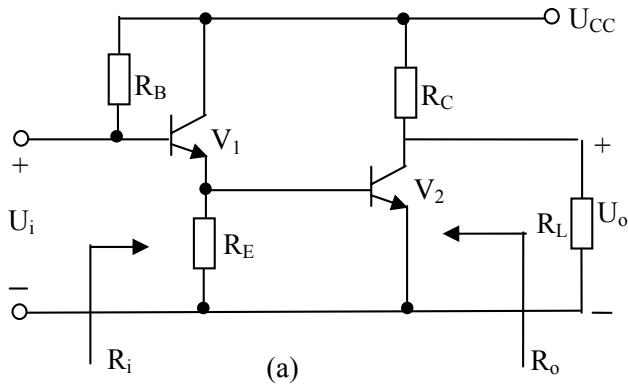 U_CC
R_B
R_C
+
V_1
+
V_2
U_i
R_E
R_L
U_o
−
−
R_i
(a)
R_o